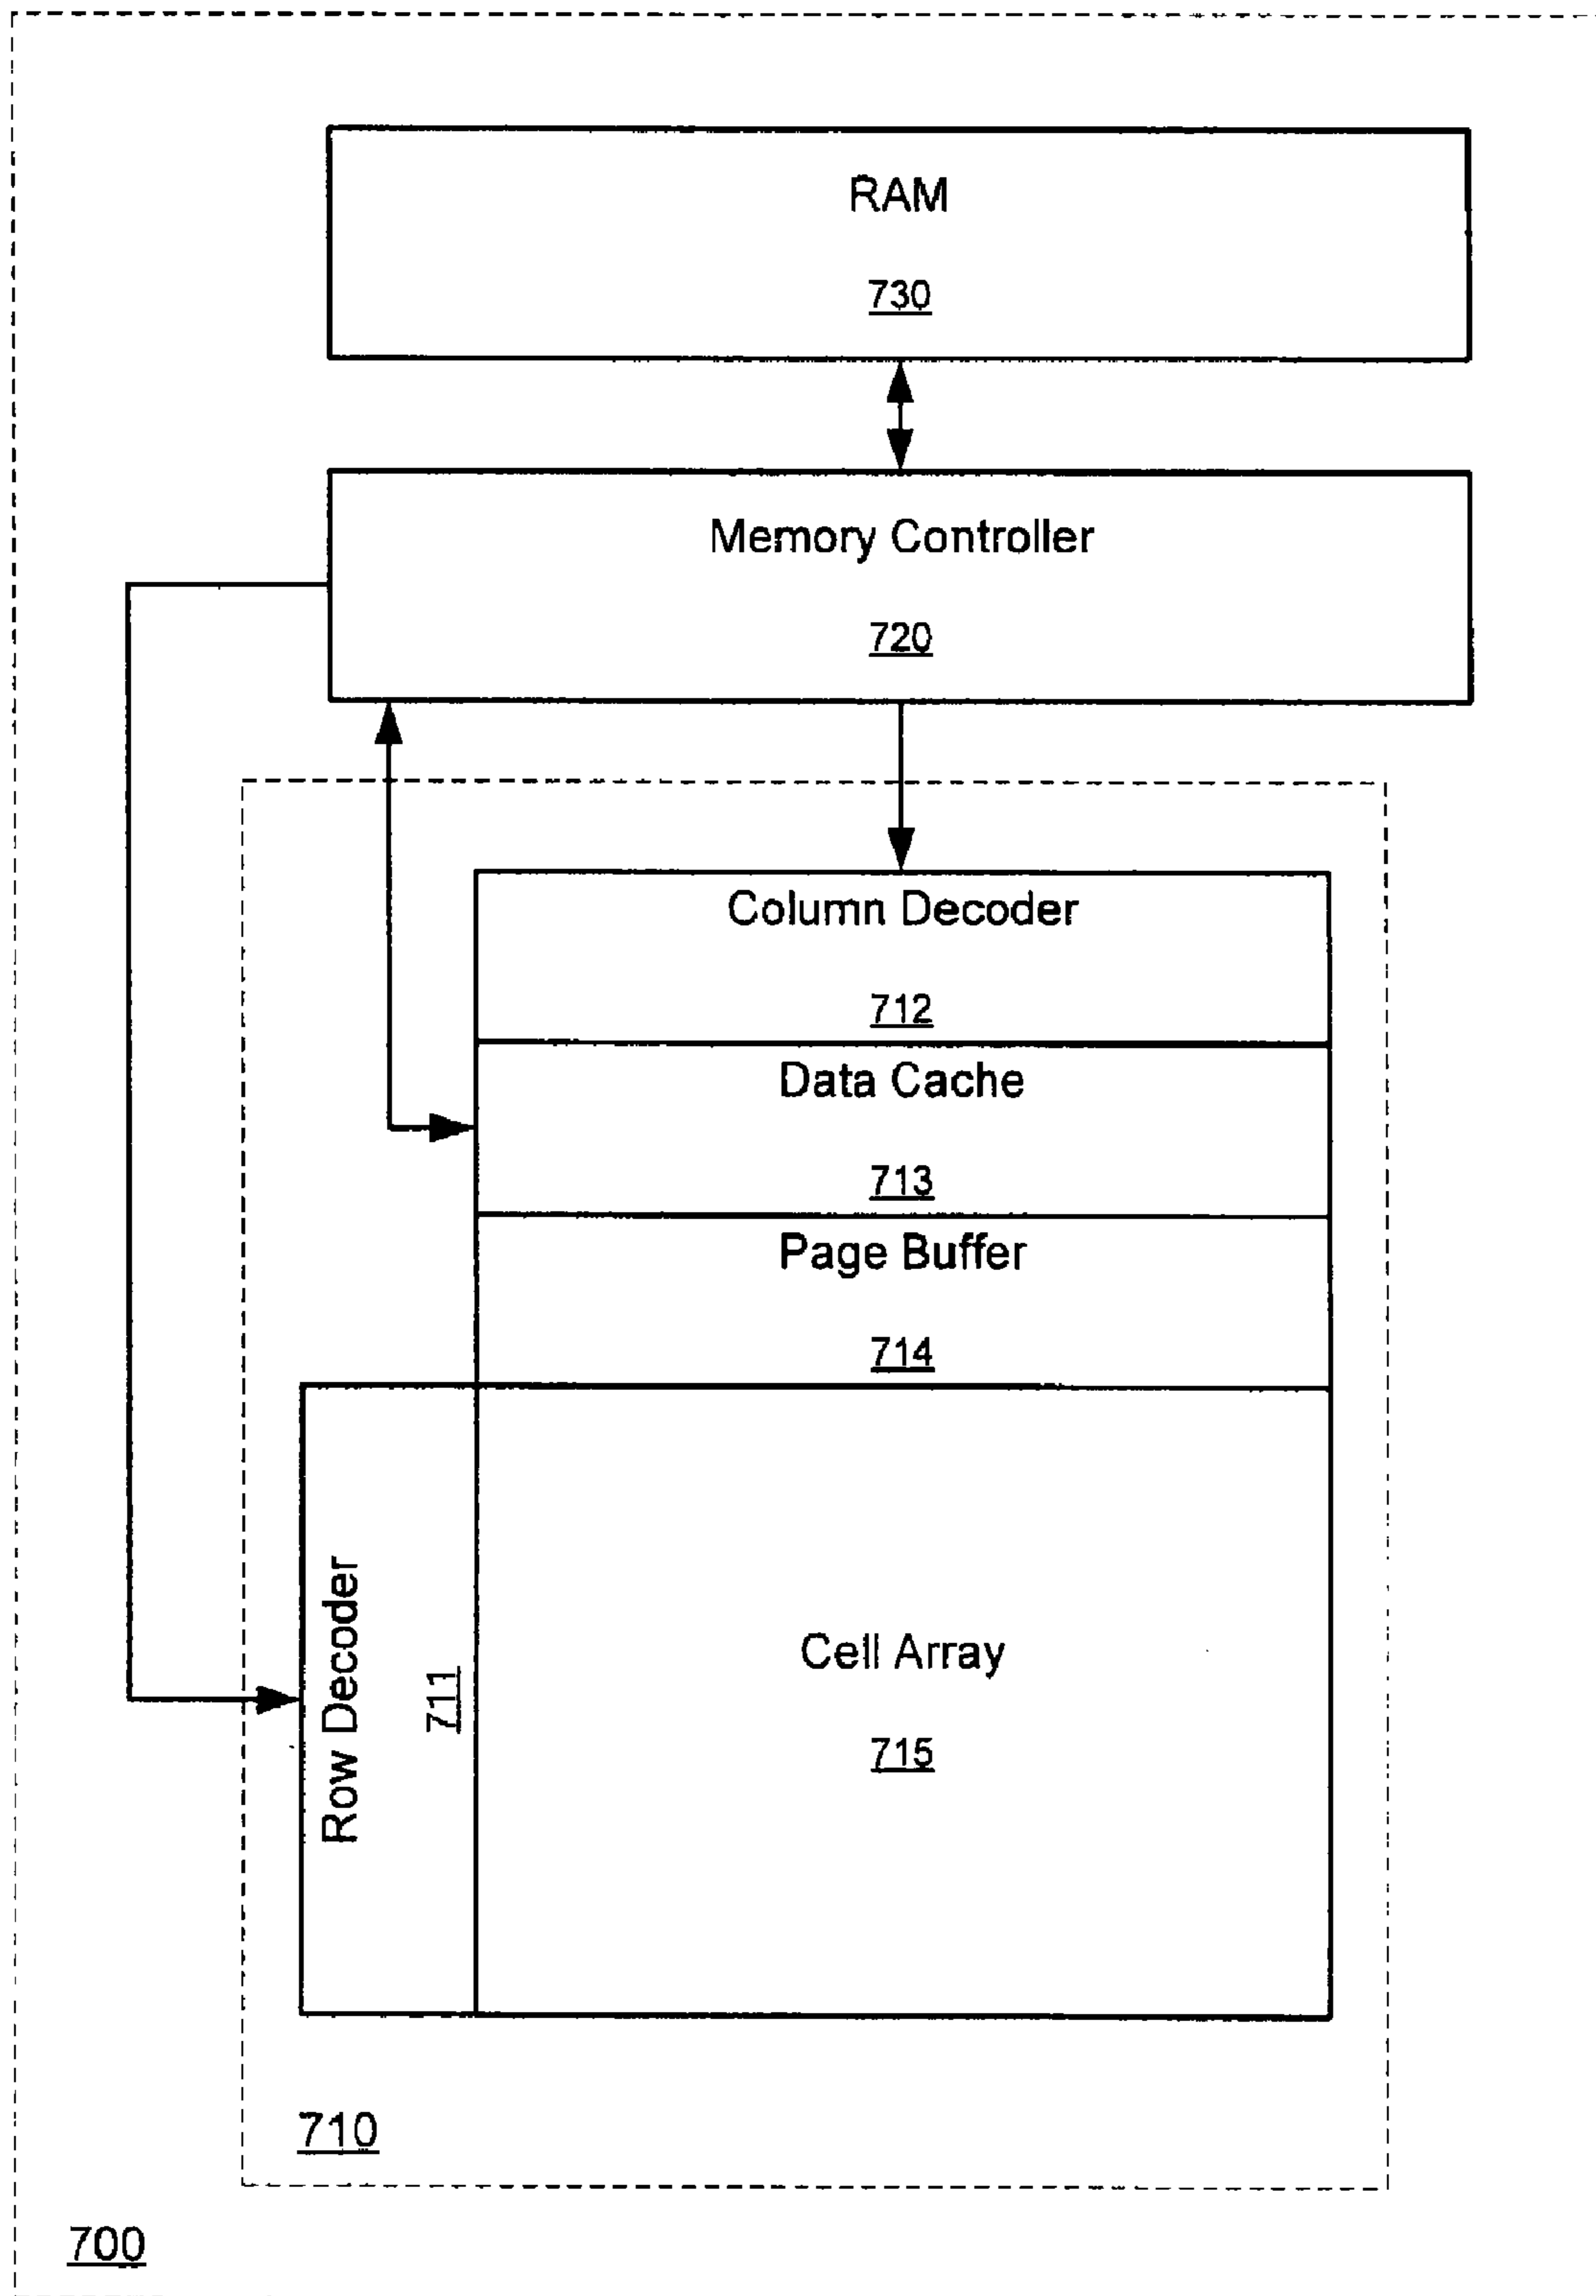 RAM
730
Memory Controller
720
Column Decoder
712
Data Cache
713
Page Buffer
714
Row Decoder
711
Cell Array
715
710
700